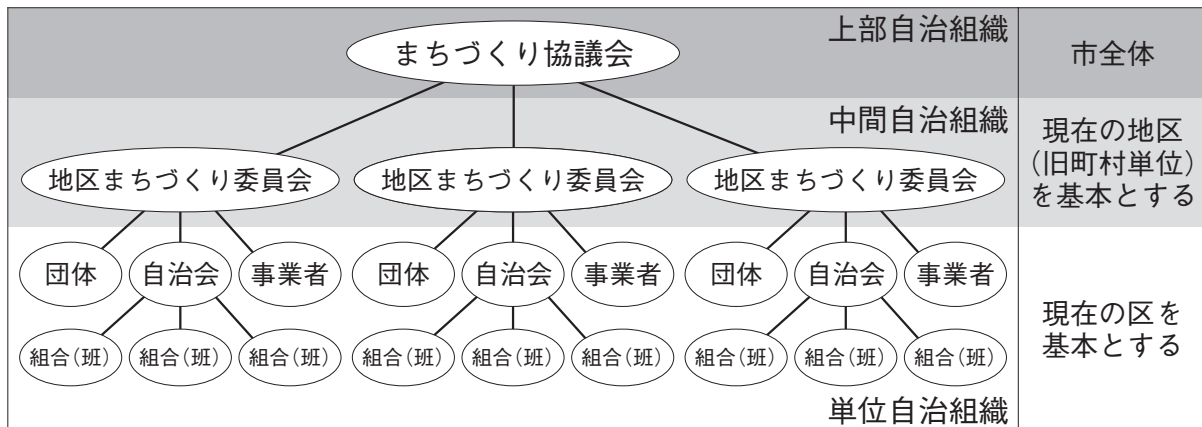 上部自治組織
まちづくり協議会
市全体
中間自治組織
現在の地区
(旧町村単位)
を基本とする
地区まちづくり委員会
地区まちづくり委員会
地区まちづくり委員会
団体
自治会
事業者
団体
自治会
事業者
団体
自治会
事業者
現在の区を
基本とする
組合(班)
組合(班)
組合(班)
組合(班)
組合(班)
組合(班)
組合(班)
組合(班)
組合(班)
単位自治組織